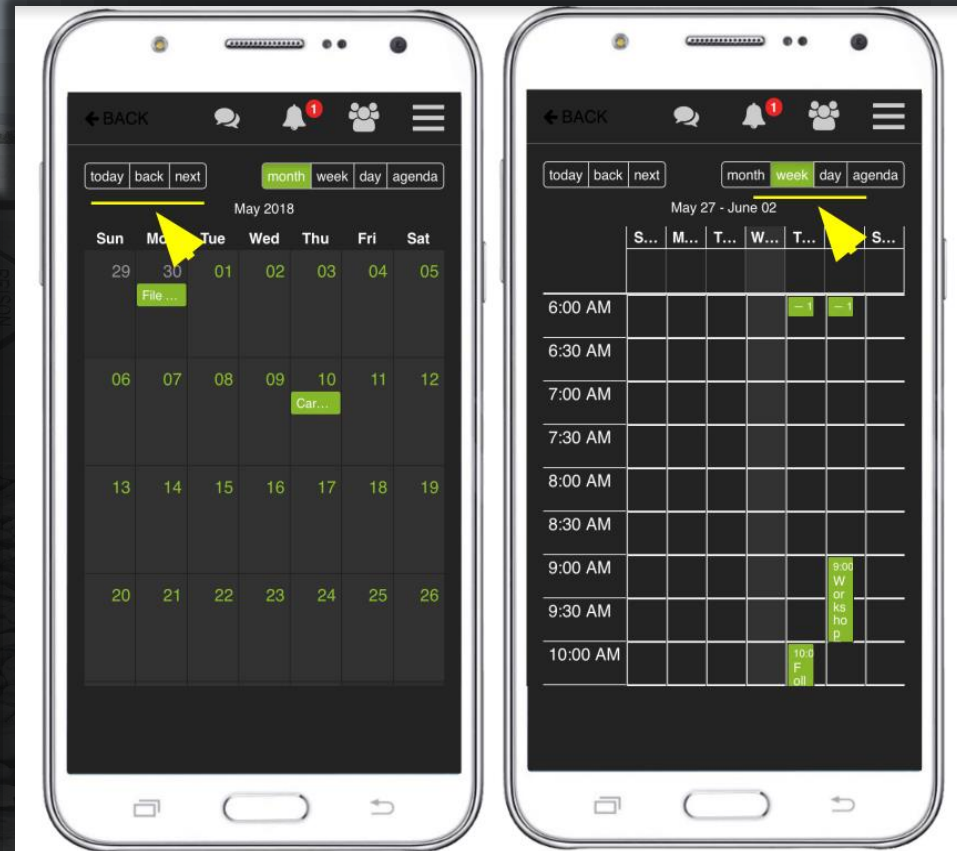 ← BACK
1
today back next
month week day agenda
May 2018
Sun Mo Tue Wed Thu Fri Sat
29 30 01 02 03 04 05
File ...
06 07 08 09 10 11 12
Car...
13 14 15 16 17 18 19
20 21 22 23 24 25 26
← BACK
1
today back next
month week day agenda
May 27 - June 02
S... M... T... W... T... S...
6:00 AM
— 1 — 1
6:30 AM
7:00 AM
7:30 AM
8:00 AM
8:30 AM
9:00 AM
9:00
W
or
ks
ho
p
9:30 AM
10:00 AM
10:0
F
oll